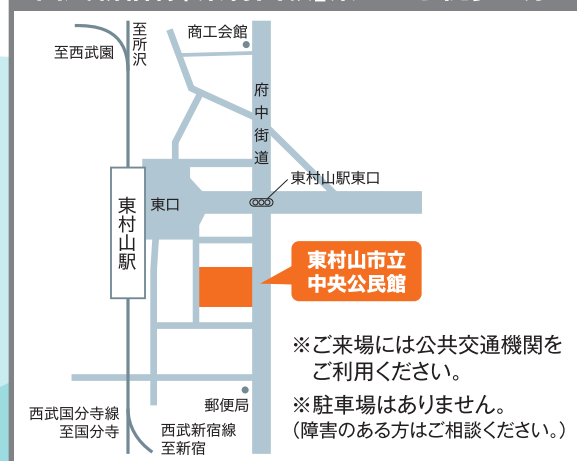 至西武園
至所沢
商工会館
府中街道
東村山駅東口
東口
東村山駅
東村山市立
中央公民館
※ご来場には公共交通機関を
ご利用ください。
※駐車場はありません。
(障害のある方はご相談ください。)
郵便局
西武国分寺線
至国分寺
西武新宿線
至新宿